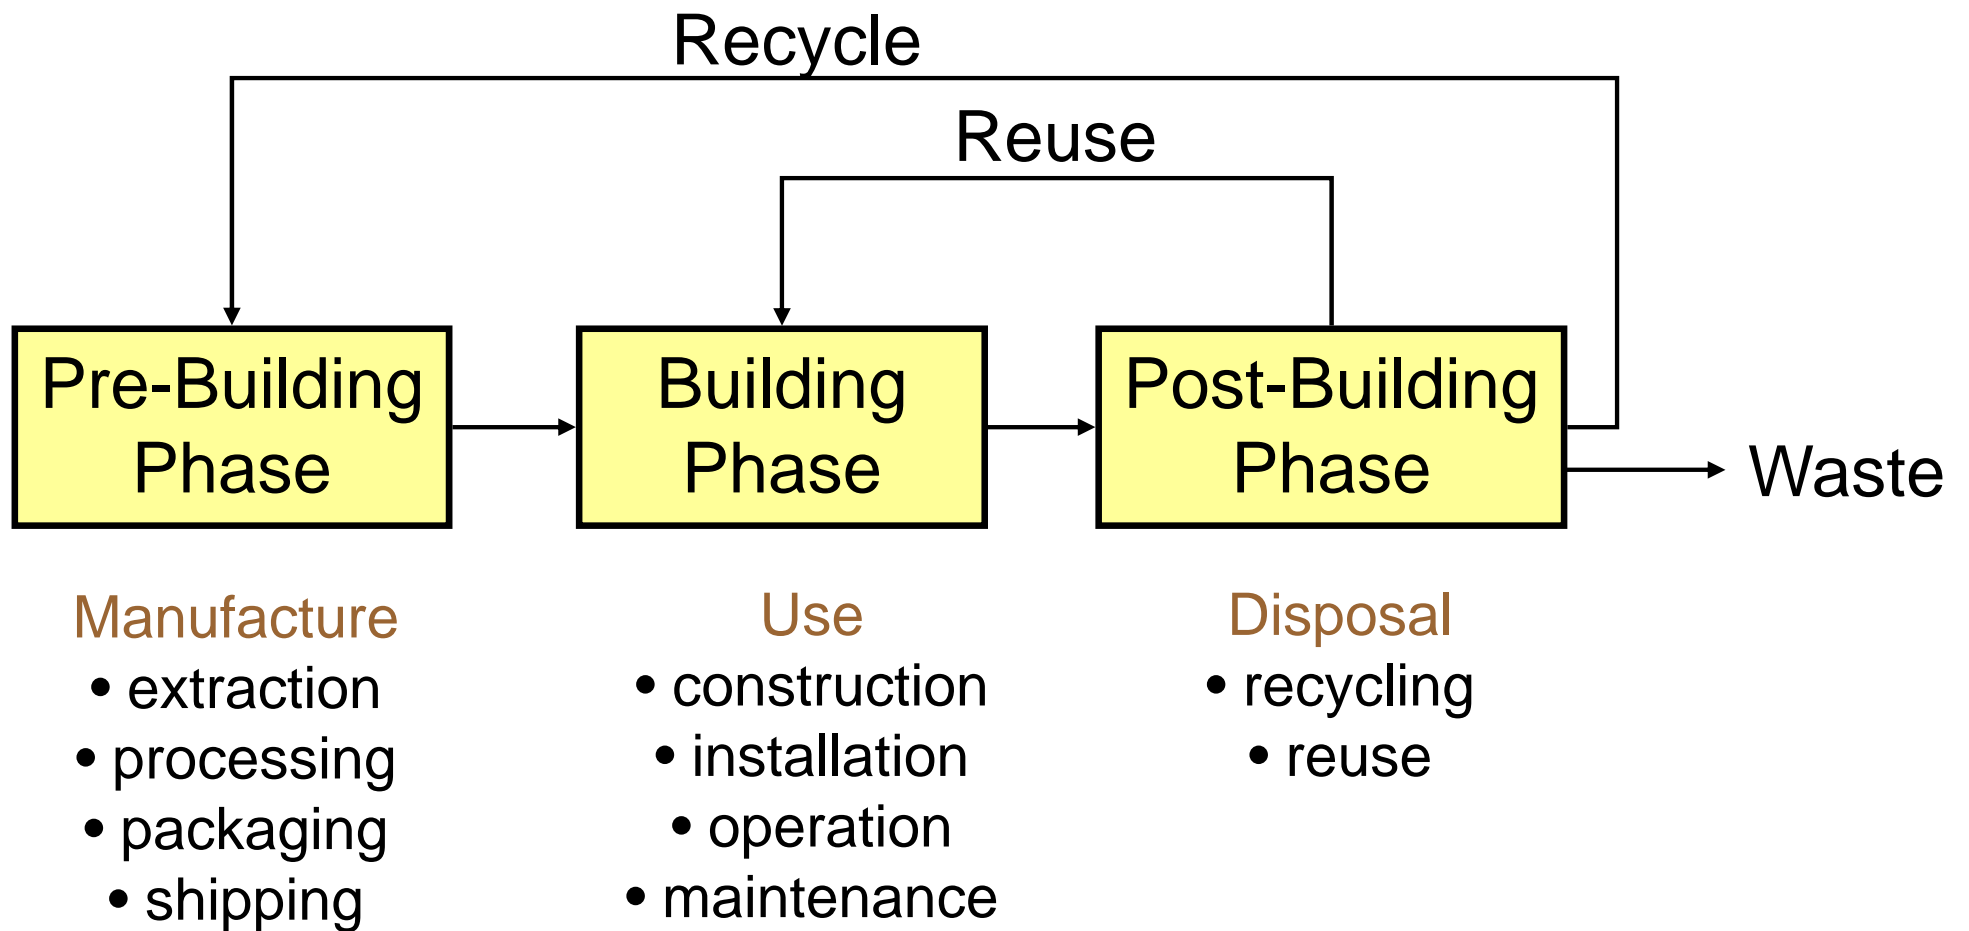 Recycle
Reuse
Pre-Building
Phase
Building
Phase
Post-Building
Phase
Waste
Manufacture
• extraction
• processing
• packaging
• shipping
Use
• construction
• installation
• operation
• maintenance
Disposal
• recycling
• reuse